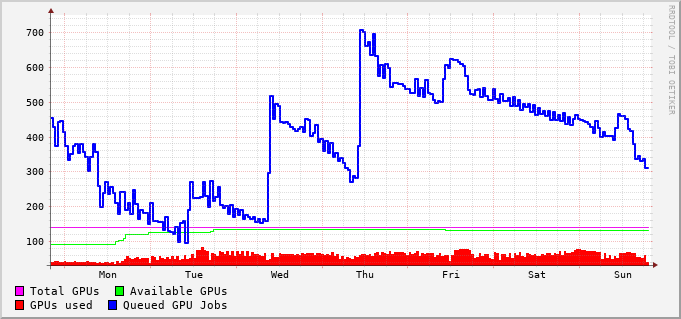 RRDTOOL / TOBI OETIKER
700
600
500
400
300
200
100
Mon Tue Wed Thu Fri Sat Sun
Total GPUs Available GPUs
GPUs used Queued GPU Jobs